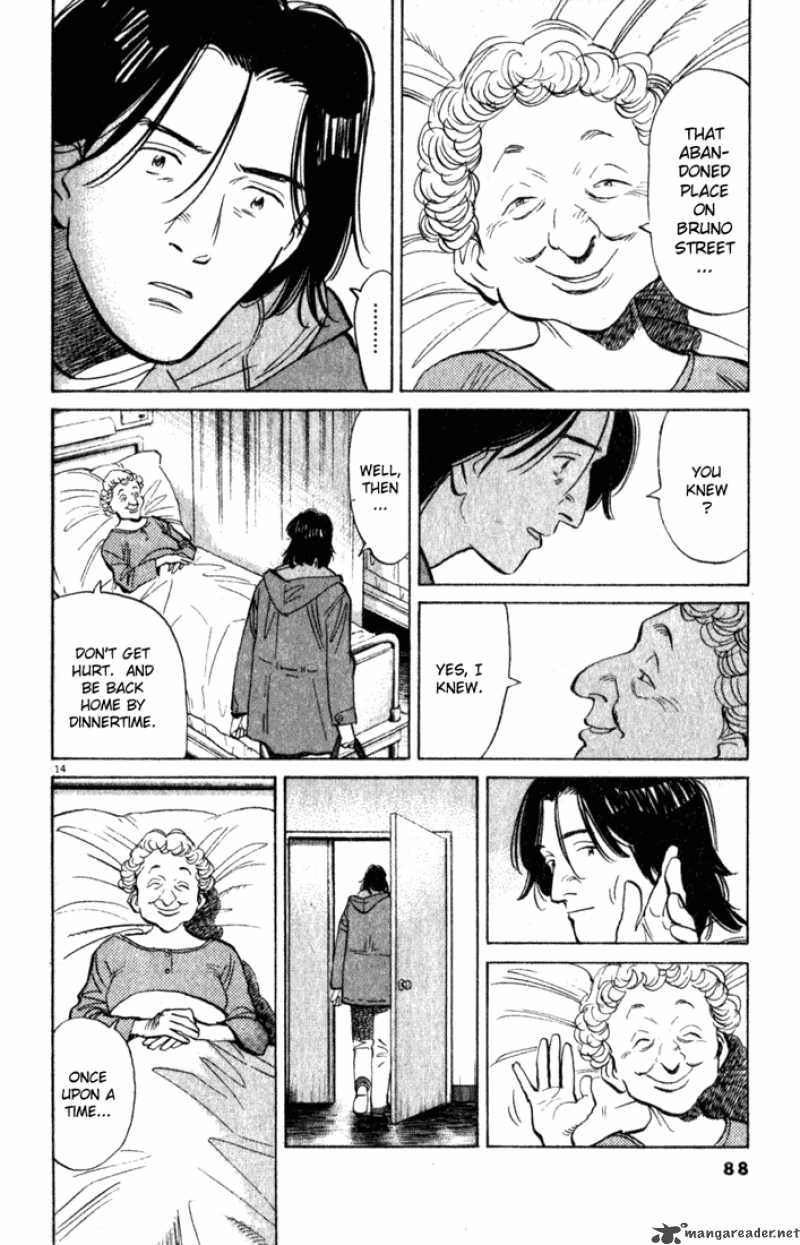 THAT
ABAN-
DONED
PLACE
ON
BRUNO
STREET
...
.........
YOU
KNEW
?
WELL,
THEN
...
YES, I
KNEW.
DON'T GET
HURT. AND
BE BACK
HOME BY
DINNERTIME.
14
ONCE
UPON A
TIME...
88
mangareader.net